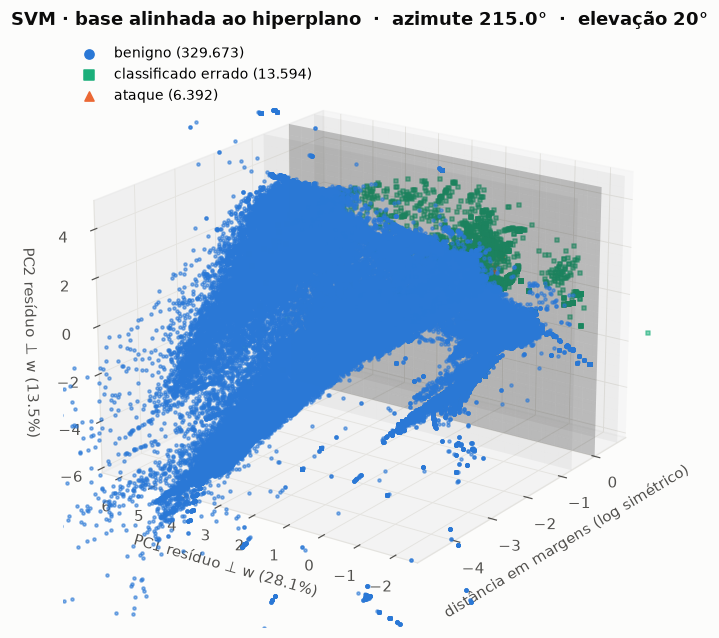 SVM · base alinhada ao hiperplano · azimute 215.0° · elevação 20°
benigno (329.673)
classificado errado (13.594)
ataque (6.392)
4
2
0
−2
−4
−6
PC2 resíduo ⊥ w (13.5%)
6
5
4
3
2
1
0
−1
−2
PC1 resíduo ⊥ w (28.1%)
0
−1
−2
−3
−4
distância em margens (log simétrico)